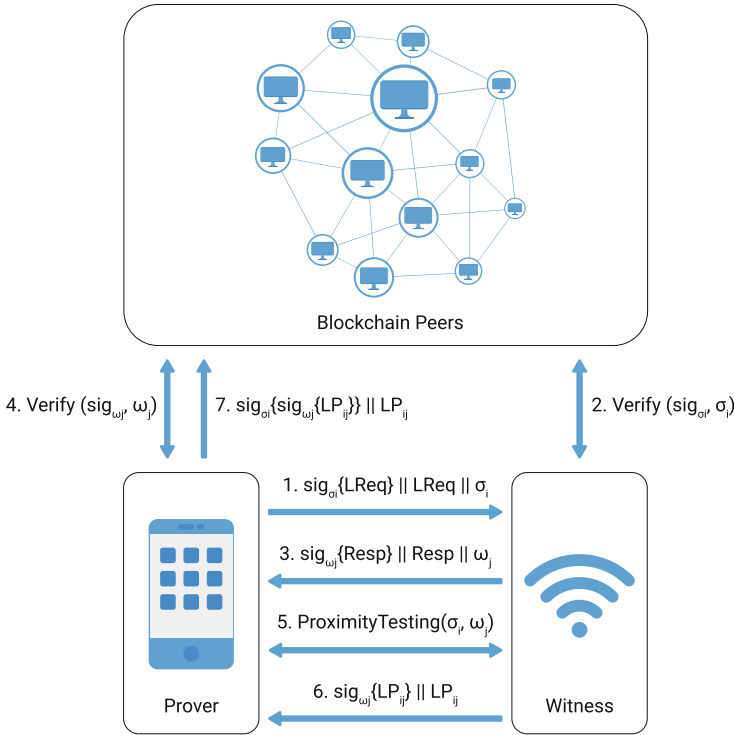 Blockchain Peers
4. Verify (sig_ωj, ω_j)
7. sig_σi{sig_ωj{LP_ij}} || LP_ij
2. Verify (sig_σi, σ_i)
1. sig_σi{LReq} || LReq || σ_i
3. sig_ωj{Resp} || Resp || ω_j
5. ProximityTesting(σ_i, ω_j)
6. sig_ωj{LP_ij} || LP_ij
Prover
Witness